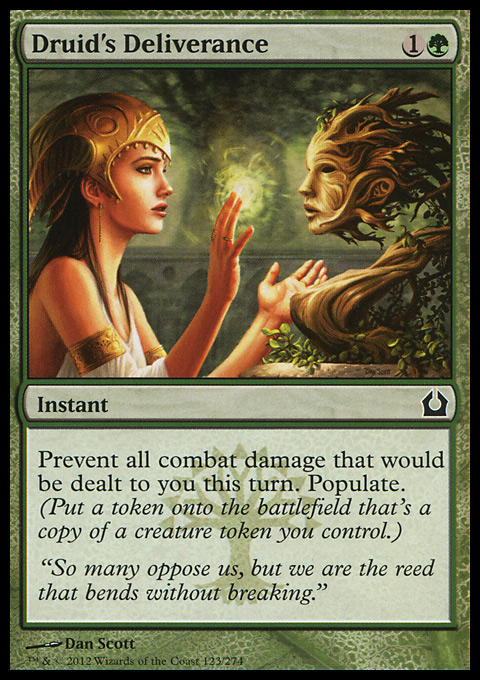 Druid's Deliverance 1
Instant
Prevent all combat damage that would
be dealt to you this turn. Populate.
(Put a token onto the battlefield that's a
copy of a creature token you control.)
“So many oppose us, but we are the reed
that bends without breaking.”
Dan Scott
Dan Scott
™ & © 2012 Wizards of the Coast 123/274